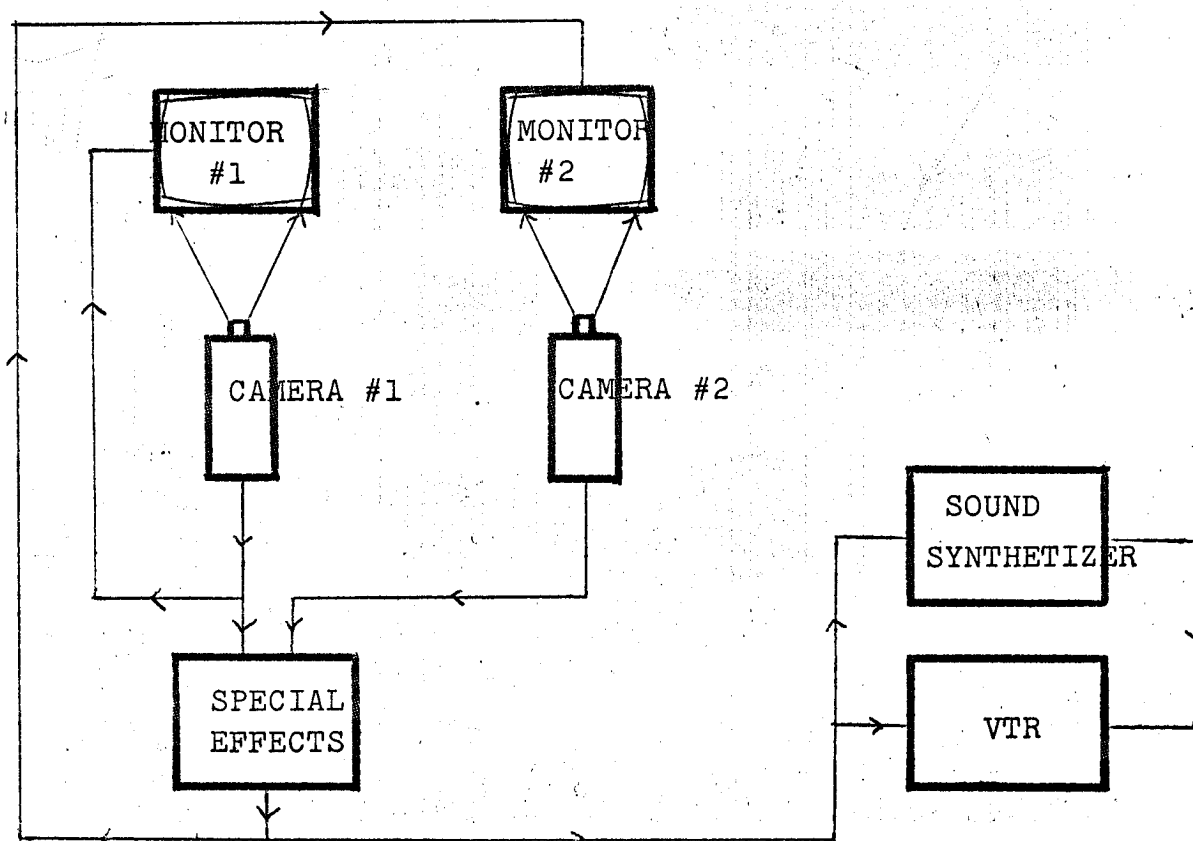 MONITOR
#1
MONITOR
#2
CAMERA #1
CAMERA #2
SOUND
SYNTHETIZER
SPECIAL
EFFECTS
VTR